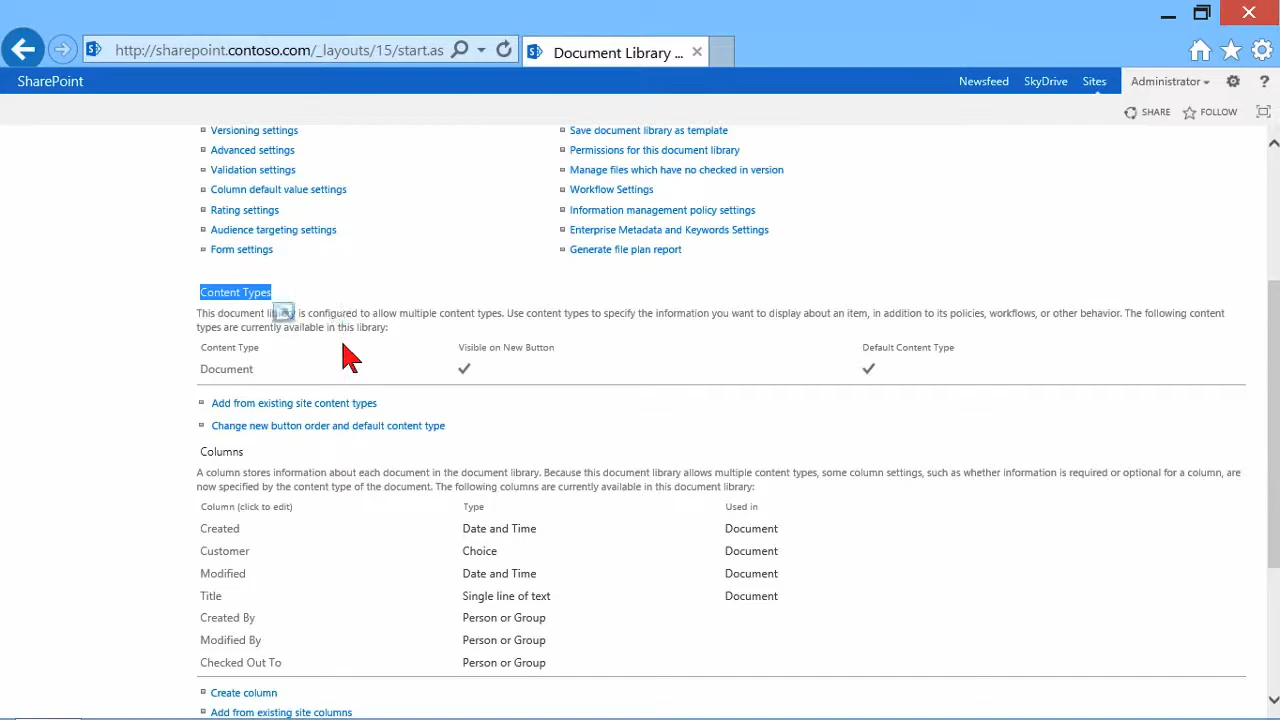 http://sharepoint.contoso.com/_layouts/15/start.as
Document Library ...
SharePoint
Newsfeed SkyDrive Sites Administrator ?
SHARE FOLLOW
Versioning settings Save document library as template
Advanced settings Permissions for this document library
Validation settings Manage files which have no checked in version
Column default value settings Workflow Settings
Rating settings Information management policy settings
Audience targeting settings Enterprise Metadata and Keywords Settings
Form settings Generate file plan report
Content Types
This document is configured to allow multiple content types. Use content types to specify the information you want to display about an item, in addition to its policies, workflows, or other behavior. The following content
types are currently available in this library:
Content Type Visible on New Button Default Content Type
Document
Add from existing site content types
Change new button order and default content type
Columns
A column stores information about each document in the document library. Because this document library allows multiple content types, some column settings, such as whether information is required or optional for a column, are
now specified by the content type of the document. The following columns are currently available in this document library:
Column (click to edit) Type Used in
Created Date and Time Document
Customer Choice Document
Modified Date and Time Document
Title Single line of text Document
Created By Person or Group
Modified By Person or Group
Checked Out To Person or Group
Create column
Add from existing site columns